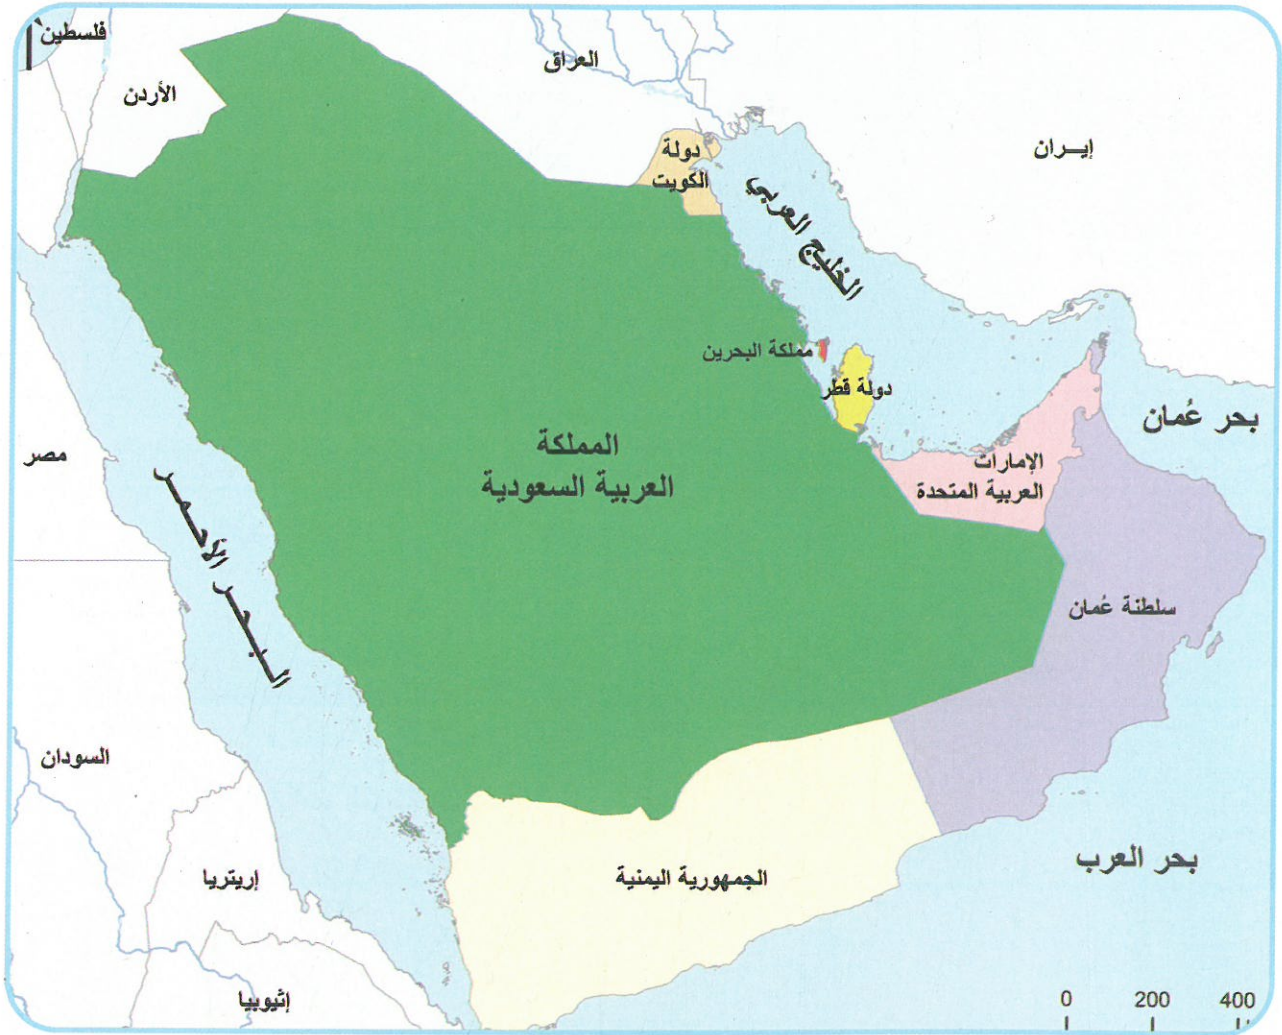 فلسطين
العراق
الأردن
إيـــران
دولة
الكويت
الخليج العربي
مملكة البحرين
دولة قطر
بحر عُمان
المملكة
العربية السعودية
مصر
الإمارات
العربية المتحدة
البحر الأحمر
سلطنة عُمان
السودان
بحر العرب
إريتريا
الجمهورية اليمنية
إثيوبيا
0 200 400